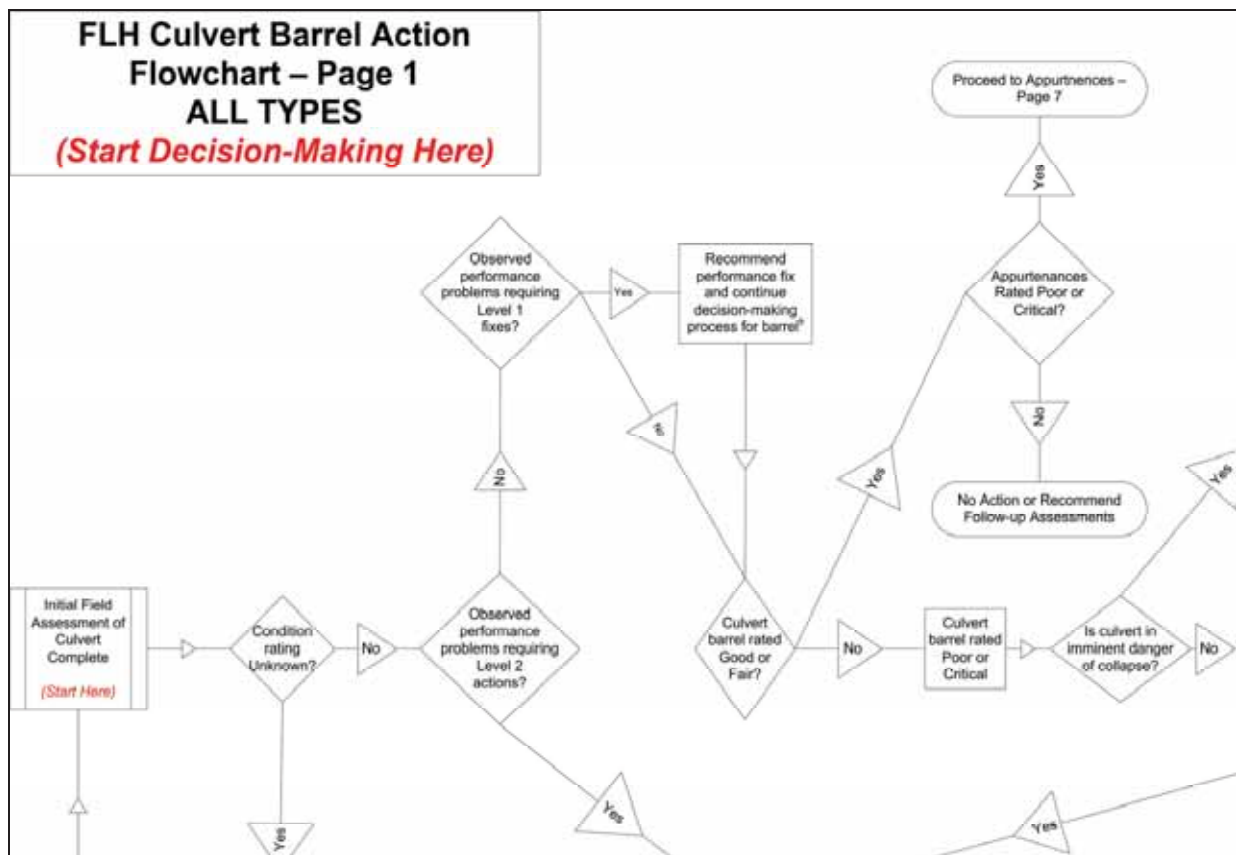 FLH Culvert Barrel Action
Flowchart – Page 1
ALL TYPES
(Start Decision-Making Here)
Proceed to Appurtnences –
Page 7
Yes
Observed
performance
problems requiring
Level 1
fixes?
Yes
Recommend
performance fix
and continue
decision-making
process for barrel
Appurtenances
Rated Poor or
Critical?
No
No
Yes
No
Yes
No Action or Recommend
Follow-up Assessments
Initial Field
Assessment of
Culvert
Complete
(Start Here)
Condition
rating
Unknown?
No
Observed
performance
problems requiring
Level 2
actions?
Culvert
barrel rated
Good or
Fair?
No
Culvert
barrel rated
Poor or
Critical
Is culvert in
imminent danger
of collapse?
No
Yes
Yes
Yes